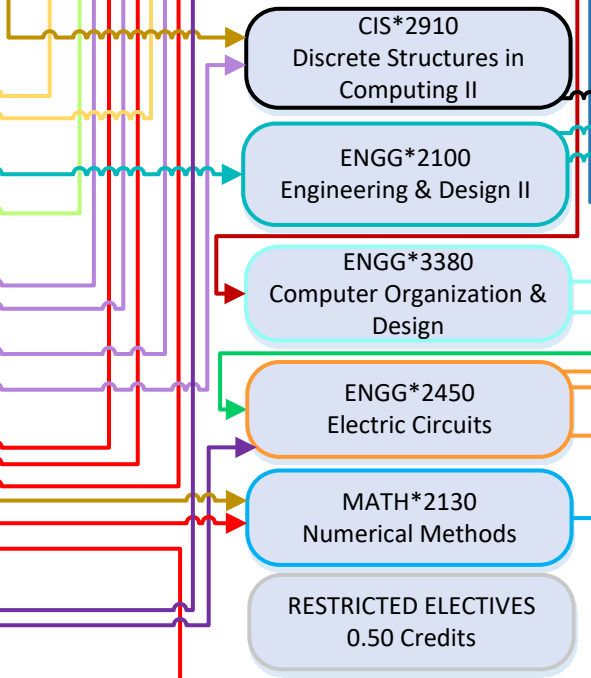 CIS*2910
Discrete Structures in
Computing II
ENGG*2100
Engineering & Design II
ENGG*3380
Computer Organization &
Design
ENGG*2450
Electric Circuits
MATH*2130
Numerical Methods
RESTRICTED ELECTIVES
0.50 Credits